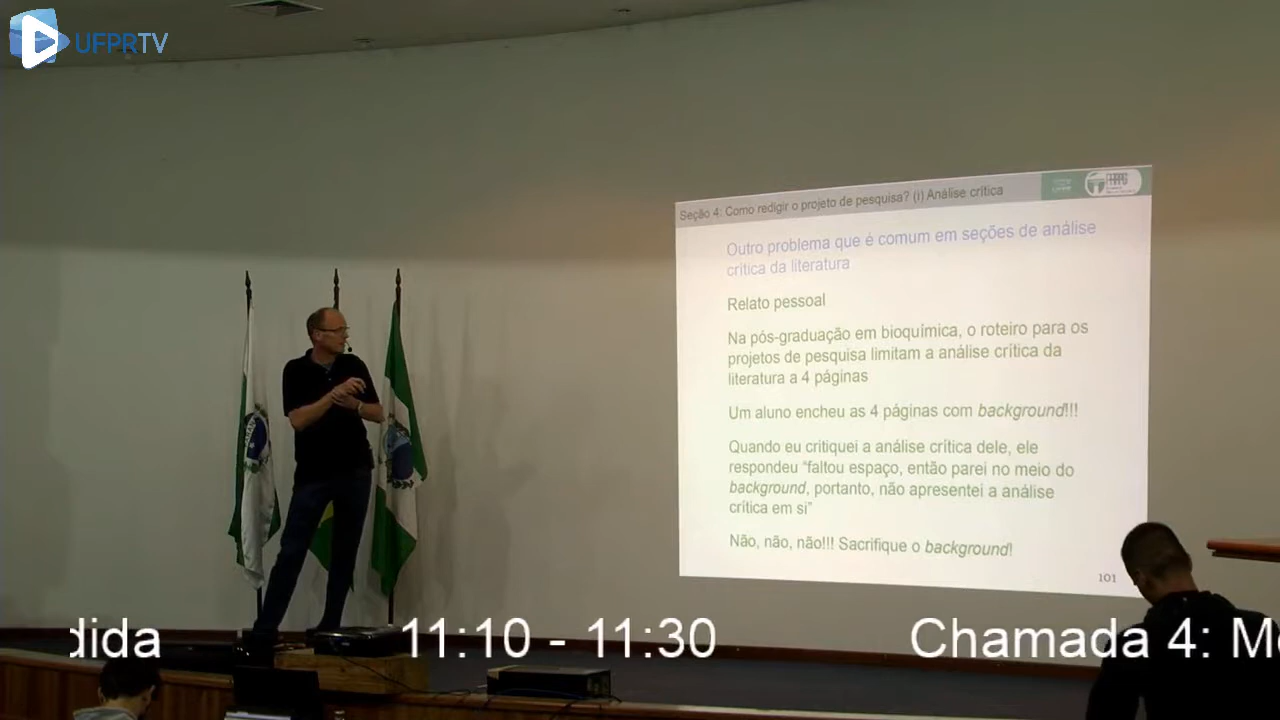 UFPRTV
Seção 4: Como redigir o projeto de pesquisa? (i) Análise crítica
Outro problema que é comum em seções de análise
crítica da literatura
Relato pessoal
Na pós-graduação em bioquímica, o roteiro para os
projetos de pesquisa limitam a análise crítica da
literatura a 4 páginas
Um aluno encheu as 4 páginas com background!!!
Quando eu critiquei a análise crítica dele, ele
respondeu “faltou espaço, então parei no meio do
background, portanto, não apresentei a análise
crítica em si”
Não, não, não!!! Sacrifique o background!
101
dida 11:10 - 11:30 Chamada 4: M